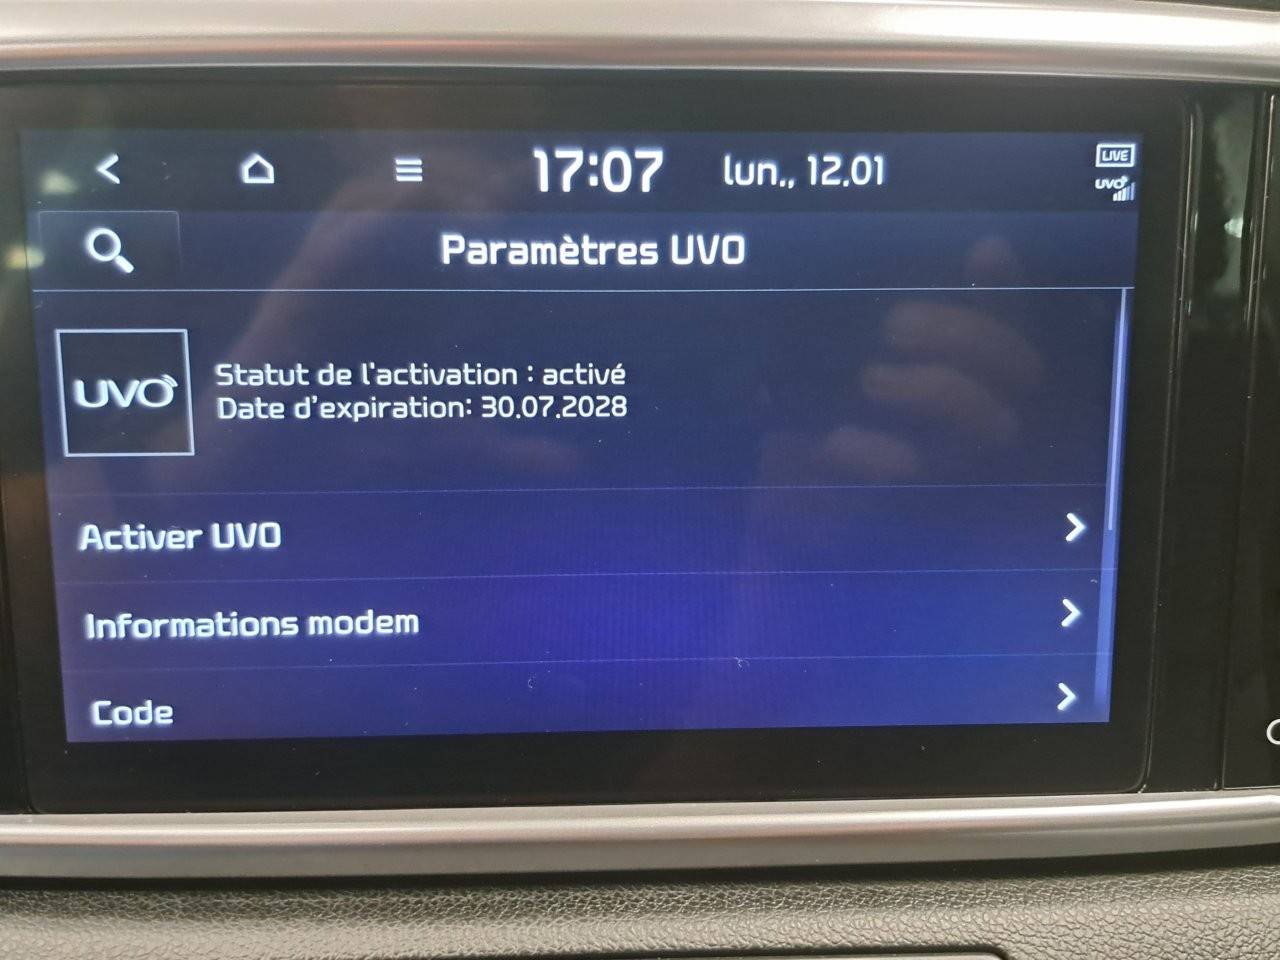 17:07 lun., 12.01
LIVE
UVO
Paramètres UVO
UVO
Statut de l'activation : activé
Date d'expiration: 30.07.2028
Activer UVO
Informations modem
Code